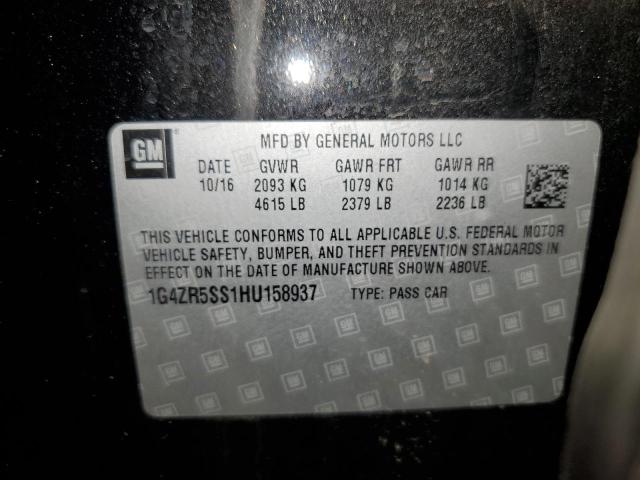 GM
MFD BY GENERAL MOTORS LLC
DATE GVWR GAWR FRT GAWR RR
10/16 2093 KG 1079 KG 1014 KG
4615 LB 2379 LB 2236 LB
THIS VEHICLE CONFORMS TO ALL APPLICABLE U.S. FEDERAL MOTOR
VEHICLE SAFETY, BUMPER, AND THEFT PREVENTION STANDARDS IN
EFFECT ON THE DATE OF MANUFACTURE SHOWN ABOVE.
1G4ZR5SS1HU158937 TYPE: PASS CAR